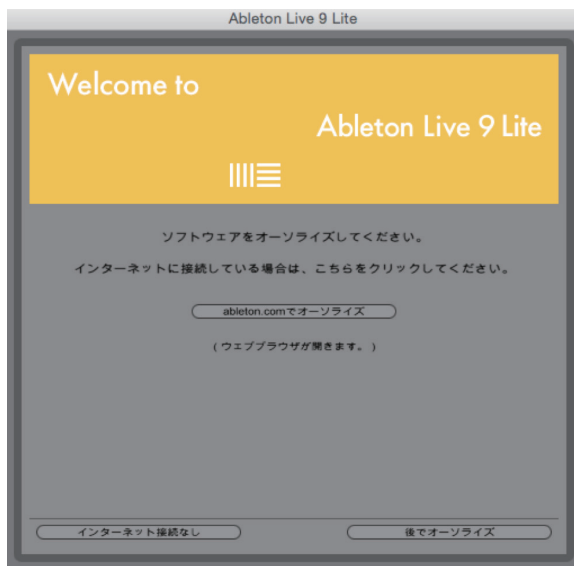 Ableton Live 9 Lite
Welcome to
Ableton Live 9 Lite
ソフトウェアをオーソライズしてください。
インターネットに接続している場合は、こちらをクリックしてください。
ableton.comでオーソライズ
(ウェブブラウザが開きます。)
インターネット接続なし
後でオーソライズ